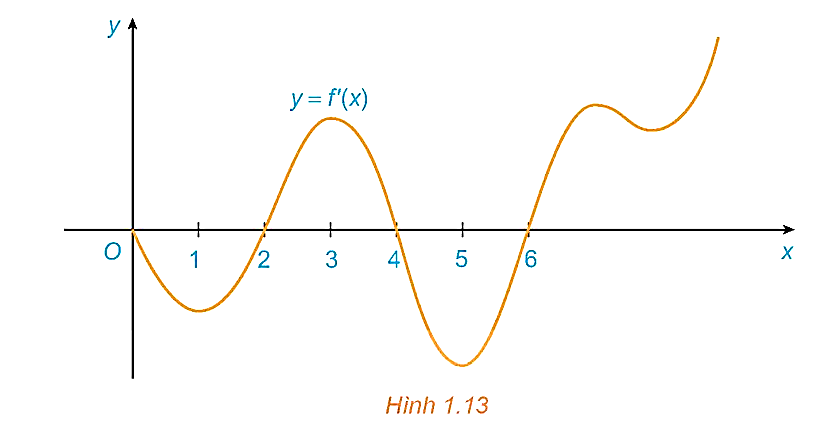 y
y = f'(x)
O 1 2 3 4 5 6 x
Hình 1.13